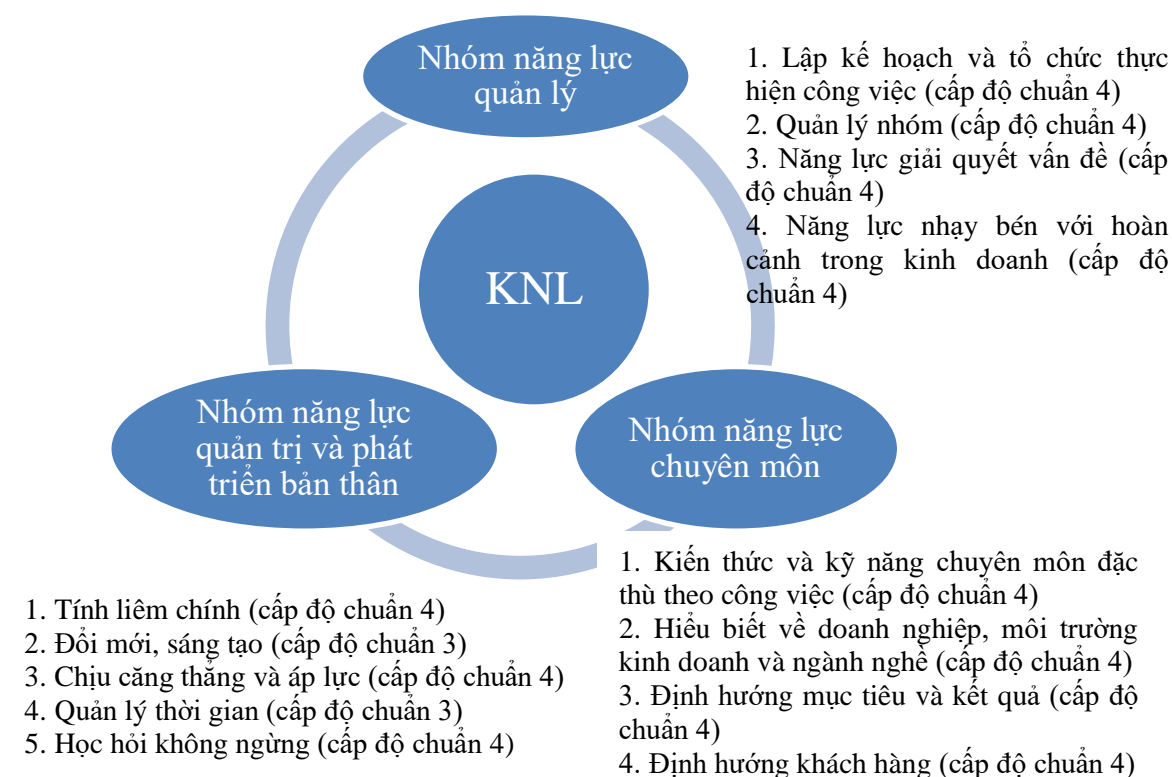 Nhóm năng lực
quản lý
1. Lập kế hoạch và tổ chức thực
hiện công việc (cấp độ chuẩn 4)
2. Quản lý nhóm (cấp độ chuẩn 4)
3. Năng lực giải quyết vấn đề (cấp
độ chuẩn 4)
4. Năng lực nhạy bén với hoàn
cảnh trong kinh doanh (cấp độ
chuẩn 4)
KNL
Nhóm năng lực
quản trị và phát
triển bản thân
Nhóm năng lực
chuyên môn
1. Tính liêm chính (cấp độ chuẩn 4)
2. Đổi mới, sáng tạo (cấp độ chuẩn 3)
3. Chịu căng thẳng và áp lực (cấp độ chuẩn 4)
4. Quản lý thời gian (cấp độ chuẩn 3)
5. Học hỏi không ngừng (cấp độ chuẩn 4)
1. Kiến thức và kỹ năng chuyên môn đặc
thù theo công việc (cấp độ chuẩn 4)
2. Hiểu biết về doanh nghiệp, môi trường
kinh doanh và ngành nghề (cấp độ chuẩn 4)
3. Định hướng mục tiêu và kết quả (cấp độ
chuẩn 4)
4. Định hướng khách hàng (cấp độ chuẩn 4)